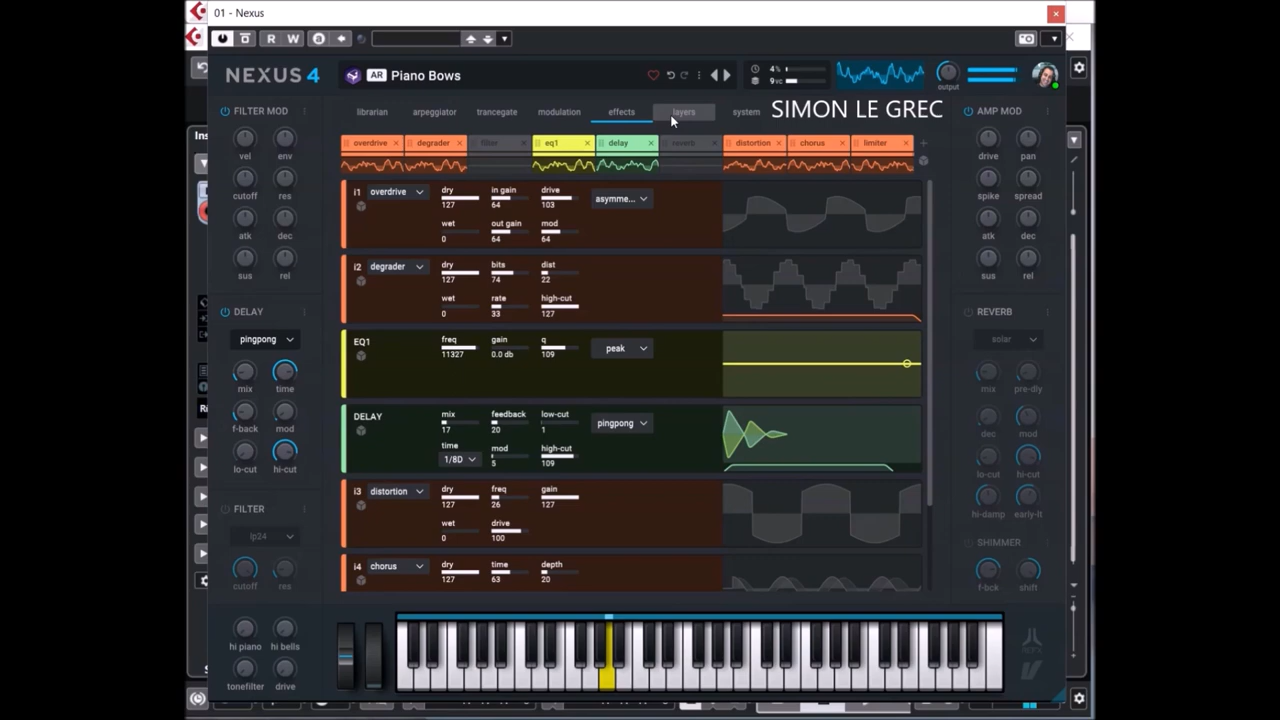 01 - Nexus
R W
NEXUS 4
AR Piano Bows
4%
9vc
output
librarian arpeggiator trancegate modulation effects layers system
SIMON LE GREC
FILTER MOD
vel env
cutoff res
atk dec
sus rel
DELAY
pingpong
mix time
f-back mod
lo-cut hi-cut
FILTER
lp24
cutoff res
hi piano hi bells
tonefilter drive
overdrive degrader filter eq1 delay reverb distortion chorus limiter
i1 overdrive
dry in gain drive
127 64 103
asymme...
wet out gain mod
0 64 64
i2 degrader
dry bits dist
127 74 22
wet rate high-cut
0 33 127
EQ1
freq gain q
11327 0.0 db 109
peak
DELAY
mix feedback low-cut
17 20 1
pingpong
time mod high-cut
1/8D 5 109
i3 distortion
dry freq gain
127 26 127
wet drive
0 100
i4 chorus
dry time depth
127 63 20
AMP MOD
drive pan
spike spread
atk dec
sus rel
REVERB
solar
mix pre-dly
dec mod
lo-cut hi-cut
hi-damp early-lt
SHIMMER
f-bck shift
Ins